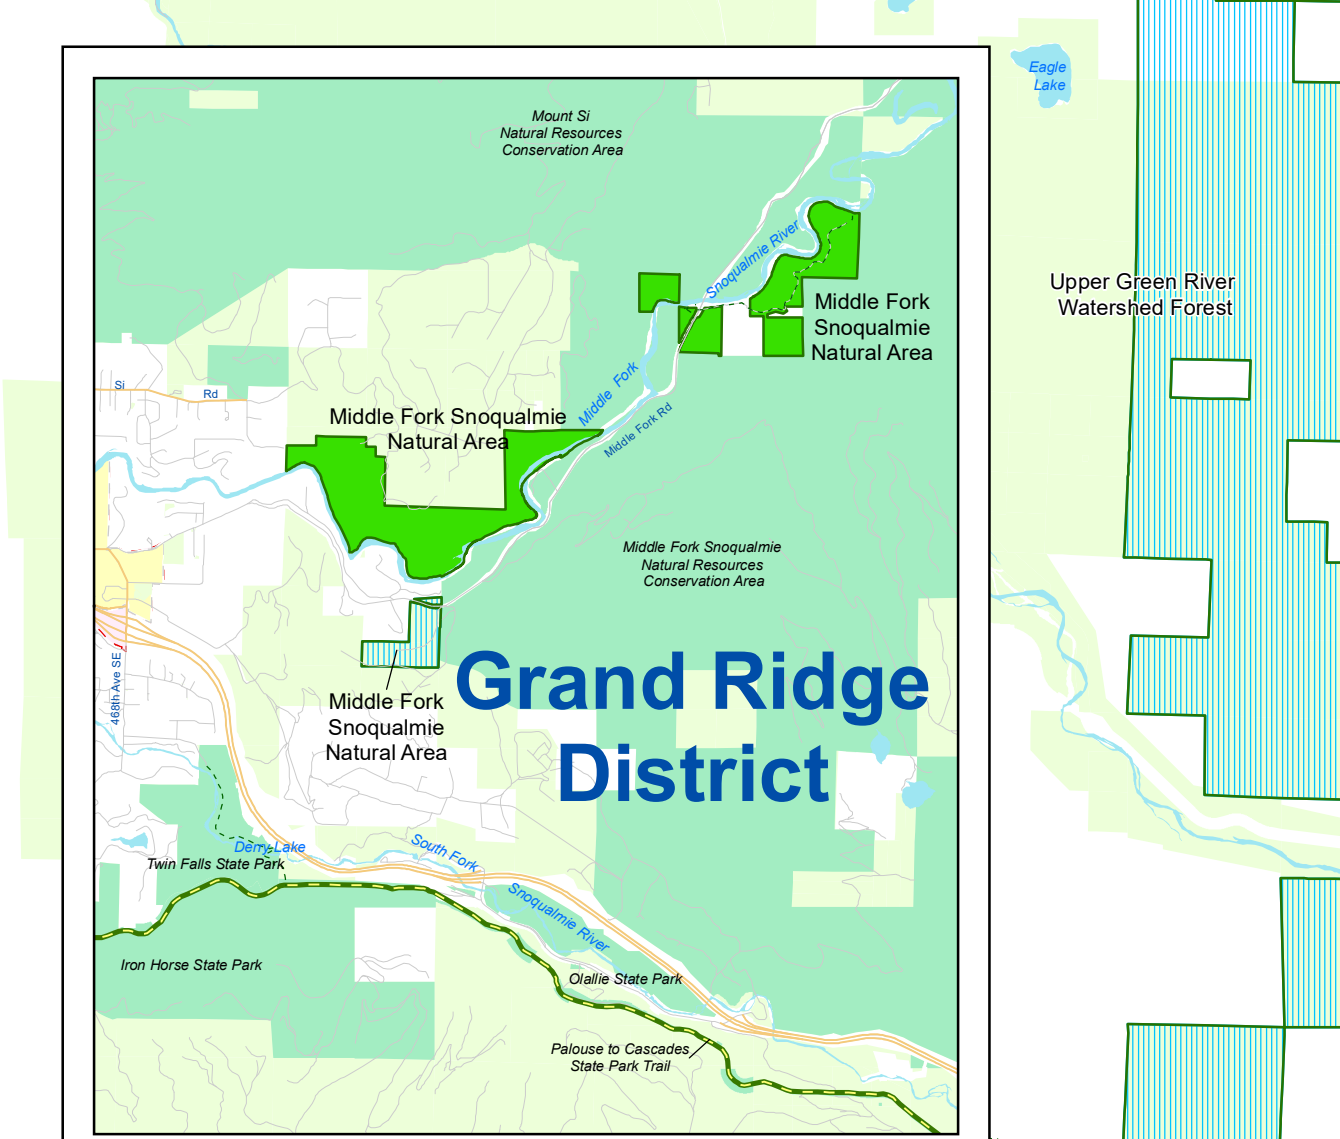 Eagle
Lake
Mount Si
Natural Resources
Conservation Area
Snoqualmie River
Upper Green River
Watershed Forest
Middle Fork
Snoqualmie
Natural Area
Si
Rd
Middle Fork
Middle Fork Rd
Middle Fork Snoqualmie
Natural Area
Middle Fork Snoqualmie
Natural Resources
Conservation Area
468th Ave SE
Grand Ridge
District
Middle Fork
Snoqualmie
Natural Area
Derry Lake
Twin Falls State Park
South Fork
Snoqualmie River
Iron Horse State Park
Olallie State Park
Palouse to Cascades
State Park Trail